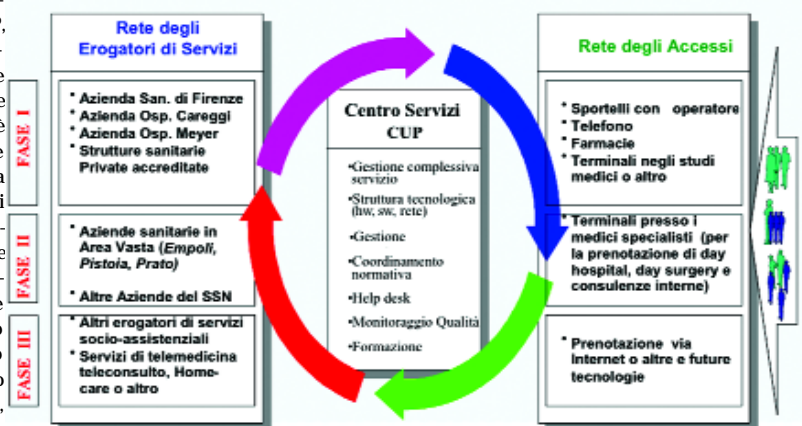 Rete degli
Erogatori di Servizi
FASE I
* Azienda San. di Firenze
* Azienda Osp. Careggi
* Azienda Osp. Meyer
* Strutture sanitarie
Private accreditate
FASE II
* Aziende sanitarie in
Area Vasta (Empoli,
Pistoia, Prato)
* Altre Aziende del SSN
FASE III
* Altri erogatori di servizi
socio-assistenziali
* Servizi di telemedicina
teleconsulto, Home-
care o altro
Centro Servizi
CUP
•Gestione complessiva
servizio
•Struttura tecnologica
(hw, sw, rete)
•Gestione
•Coordinamento
normativa
•Help desk
•Monitoraggio Qualità
•Formazione
Rete degli Accessi
* Sportelli con operatore
* Telefono
* Farmacie
* Terminali negli studi
medici o altro
* Terminali presso i
medici specialisti (per
la prenotazione di day
hospital, day surgery e
consulenze interne)
* Prenotazione via
Internet o altre e future
tecnologie